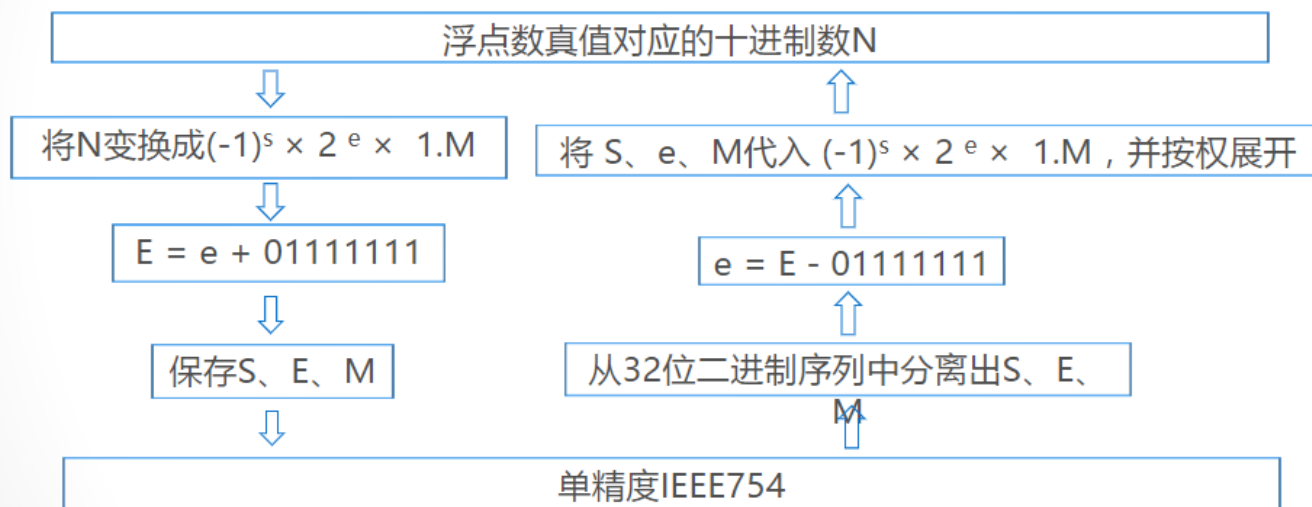 浮点数真值对应的十进制数N
将N变换成(-1)ˢ × 2 ᵉ × 1.M
将 S、e、M代入 (-1)ˢ × 2 ᵉ × 1.M，并按权展开
E = e + 01111111
e = E - 01111111
保存S、E、M
从32位二进制序列中分离出S、E、
M
单精度IEEE754